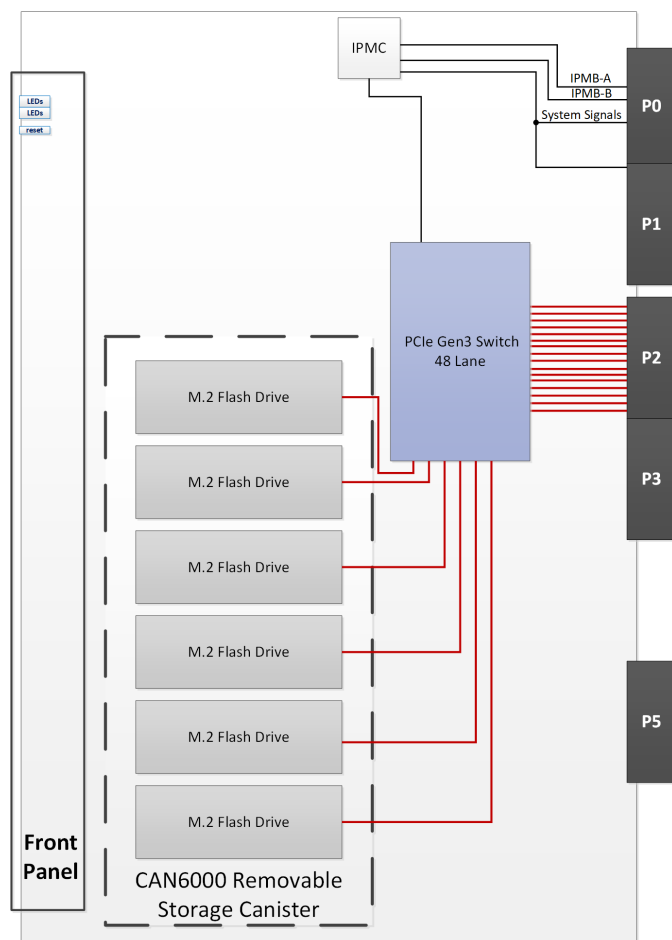 IPMC
IPMB-A
IPMB-B
System Signals
P0
LEDs
LEDs
reset
P1
PCIe Gen3 Switch
48 Lane
P2
M.2 Flash Drive
M.2 Flash Drive
P3
M.2 Flash Drive
M.2 Flash Drive
P5
M.2 Flash Drive
M.2 Flash Drive
Front
Panel
CAN6000 Removable
Storage Canister